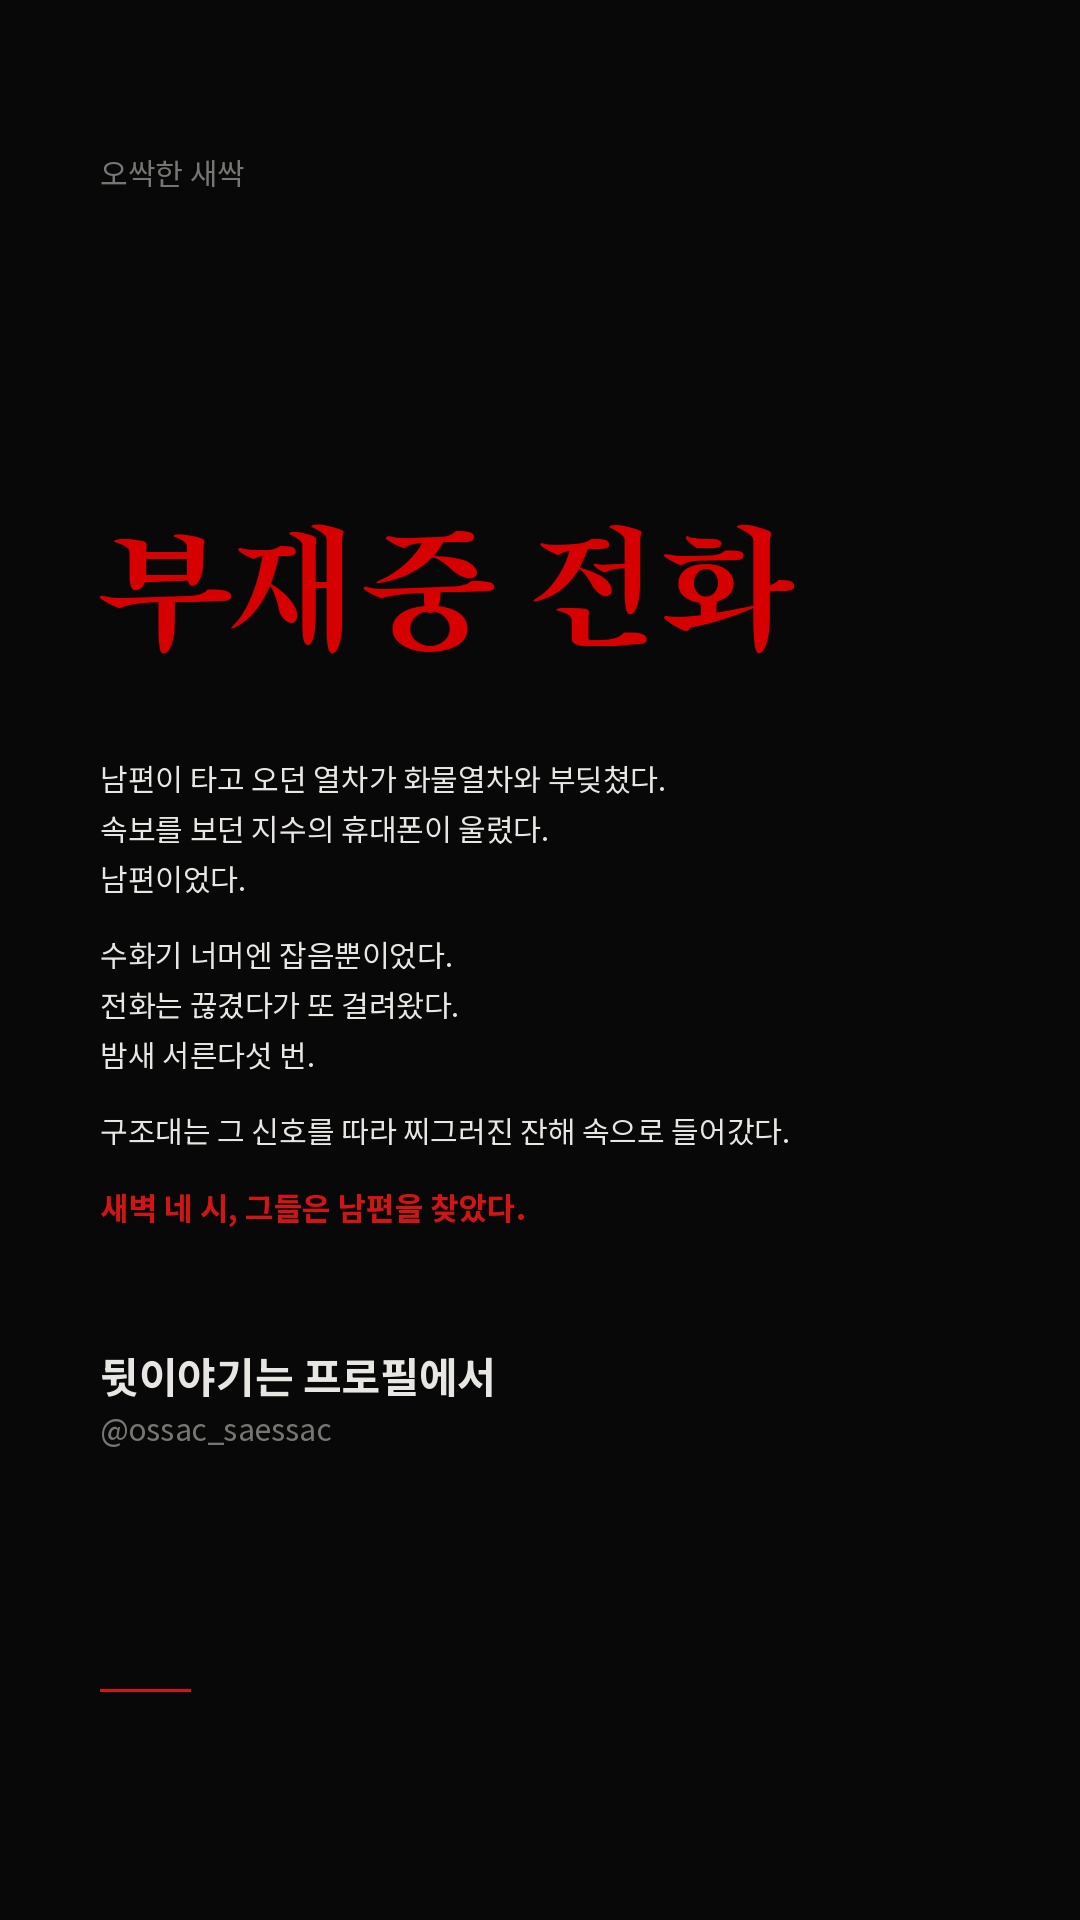 오싹한 새싹
부재중 전화
남편이 타고 오던 열차가 화물열차와 부딪쳤다.
속보를 보던 지수의 휴대폰이 울렸다.
남편이었다.
수화기 너머엔 잡음뿐이었다.
전화는 끊겼다가 또 걸려왔다.
밤새 서른다섯 번.
구조대는 그 신호를 따라 찌그러진 잔해 속으로 들어갔다.
새벽 네 시, 그들은 남편을 찾았다.
뒷이야기는 프로필에서
@ossac_saessac